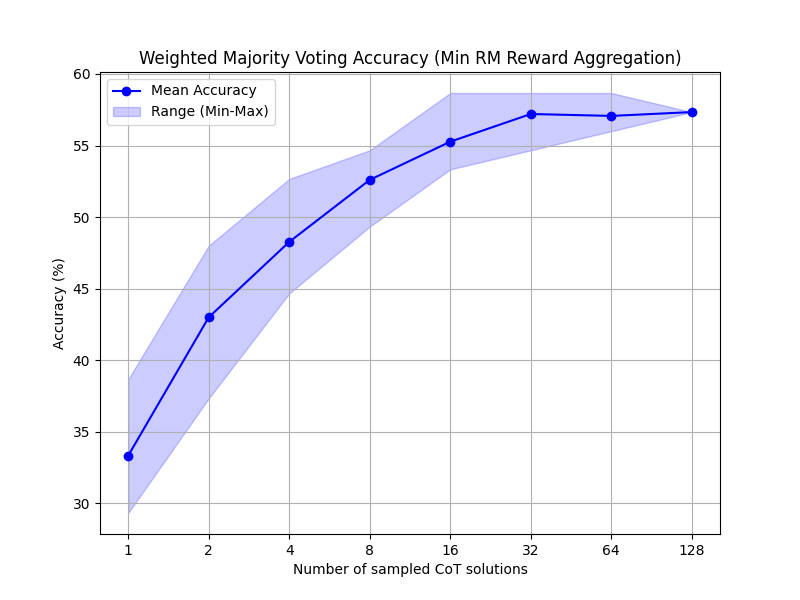 Weighted Majority Voting Accuracy (Min RM Reward Aggregation)
Mean Accuracy
Range (Min-Max)
60
55
50
45
40
35
30
Accuracy (%)
1 2 4 8 16 32 64 128
Number of sampled CoT solutions